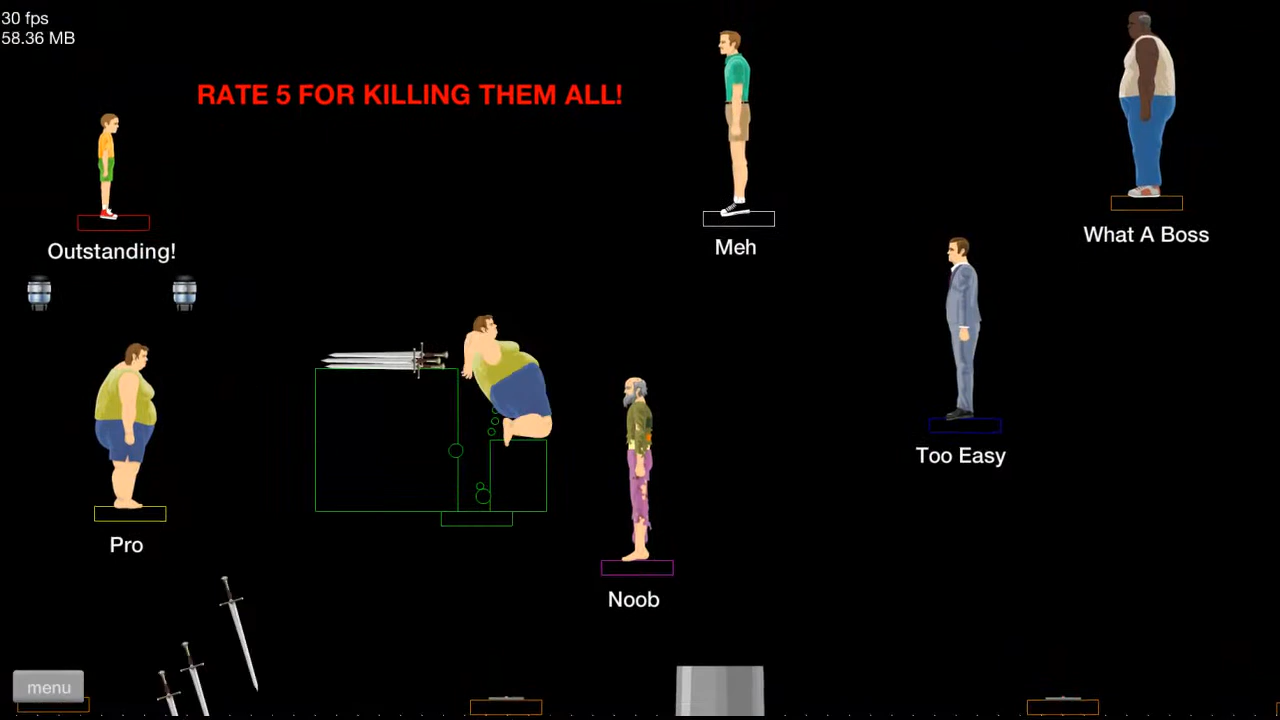 30 fps
58.36 MB
RATE 5 FOR KILLING THEM ALL!
Outstanding!
Meh
What A Boss
Too Easy
Pro
Noob
menu